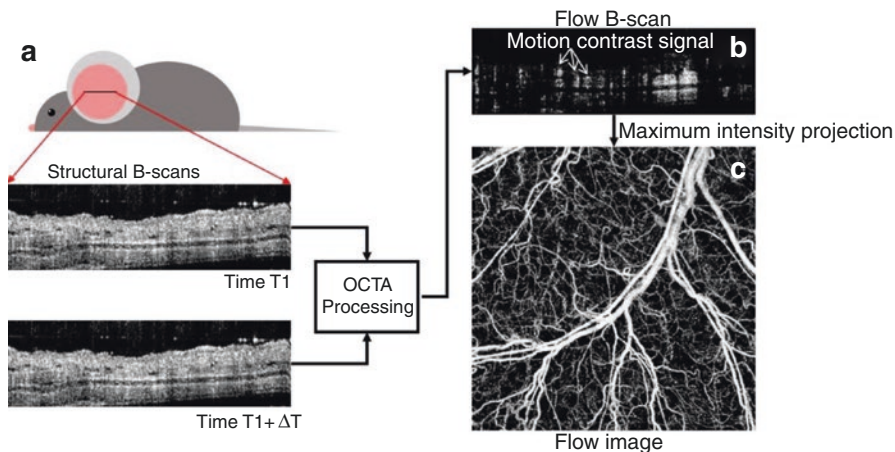 a
Structural B-scans
Time T1
Time T1+ ΔT
OCTA
Processing
Flow B-scan
Motion contrast signal
b
Maximum intensity projection
c
Flow image